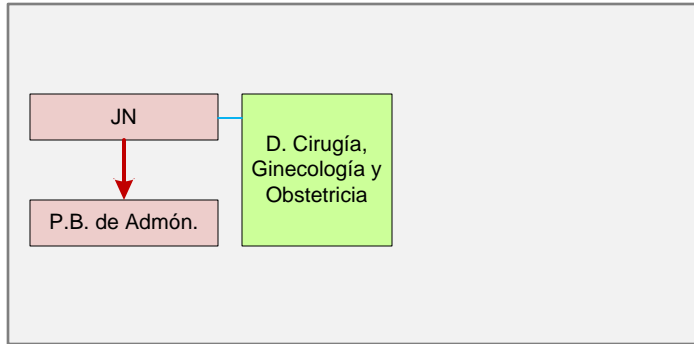 JN
D. Cirugía,
Ginecología y
Obstetricia
P.B. de Admón.